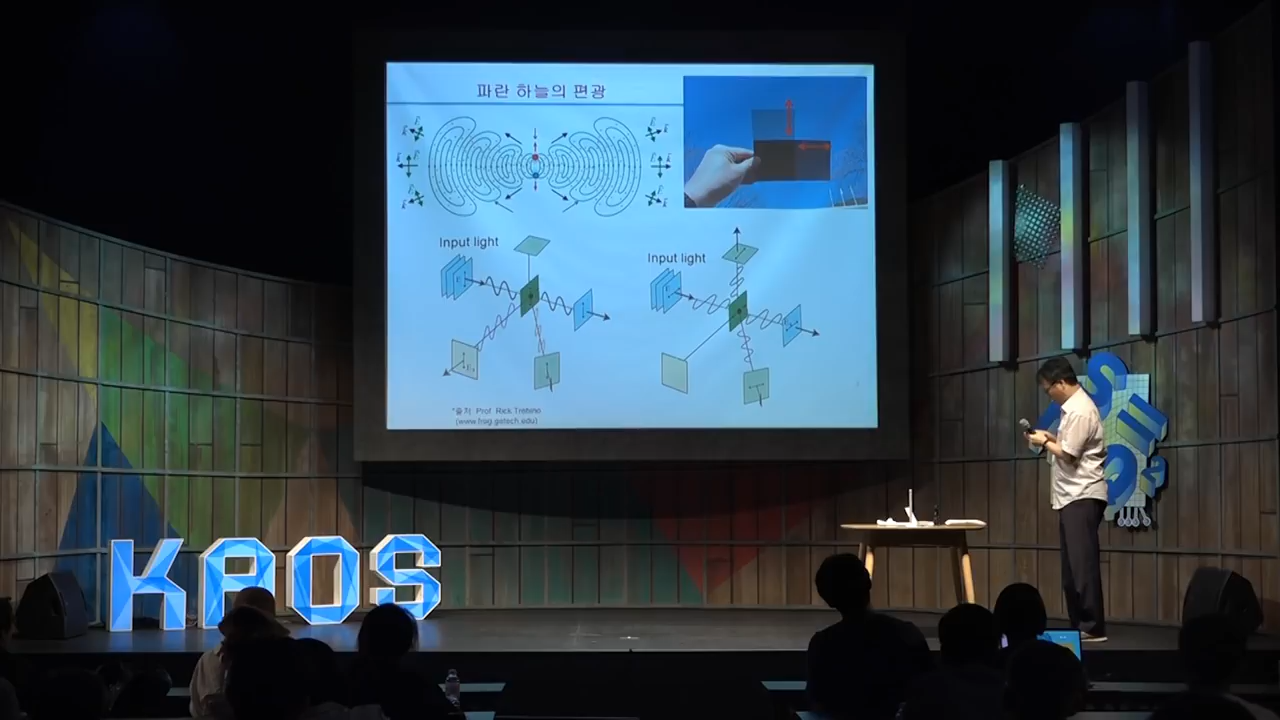 파란 하늘의 편광
Input light
Input light
*출처: Prof. Rick Trebino
(www.frog.gatech.edu)
KAOS